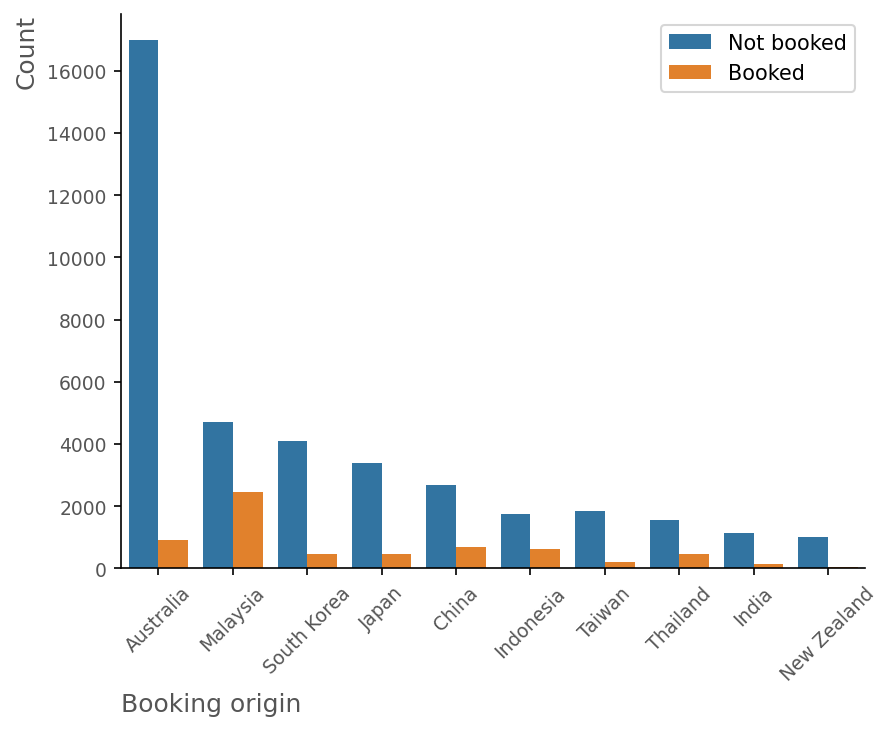 Count
Not booked
Booked
16000
14000
12000
10000
8000
6000
4000
2000
0
Australia
Malaysia
South Korea
Japan
China
Indonesia
Taiwan
Thailand
India
New Zealand
Booking origin